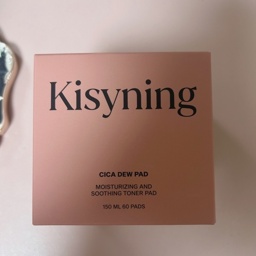 Kisyning
CICA DEW PAD
MOISTURIZING AND
SOOTHING TONER PAD
150 ML 60 PADS